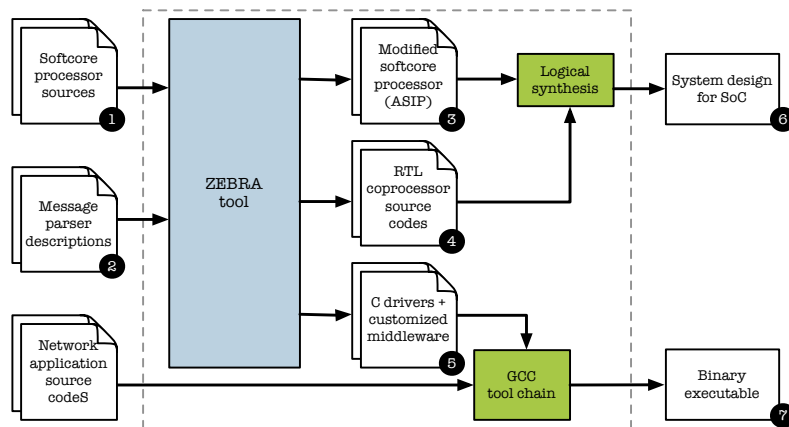 Softcore
processor
sources
1
Message
parser
descriptions
2
Network
application
source
codeS
ZEBRA
tool
Modified
softcore
processor
(ASIP)
3
RTL
coprocessor
source
codes
4
C drivers +
customized
middleware
5
Logical
synthesis
GCC
tool chain
System design
for SoC
6
Binary
executable
7